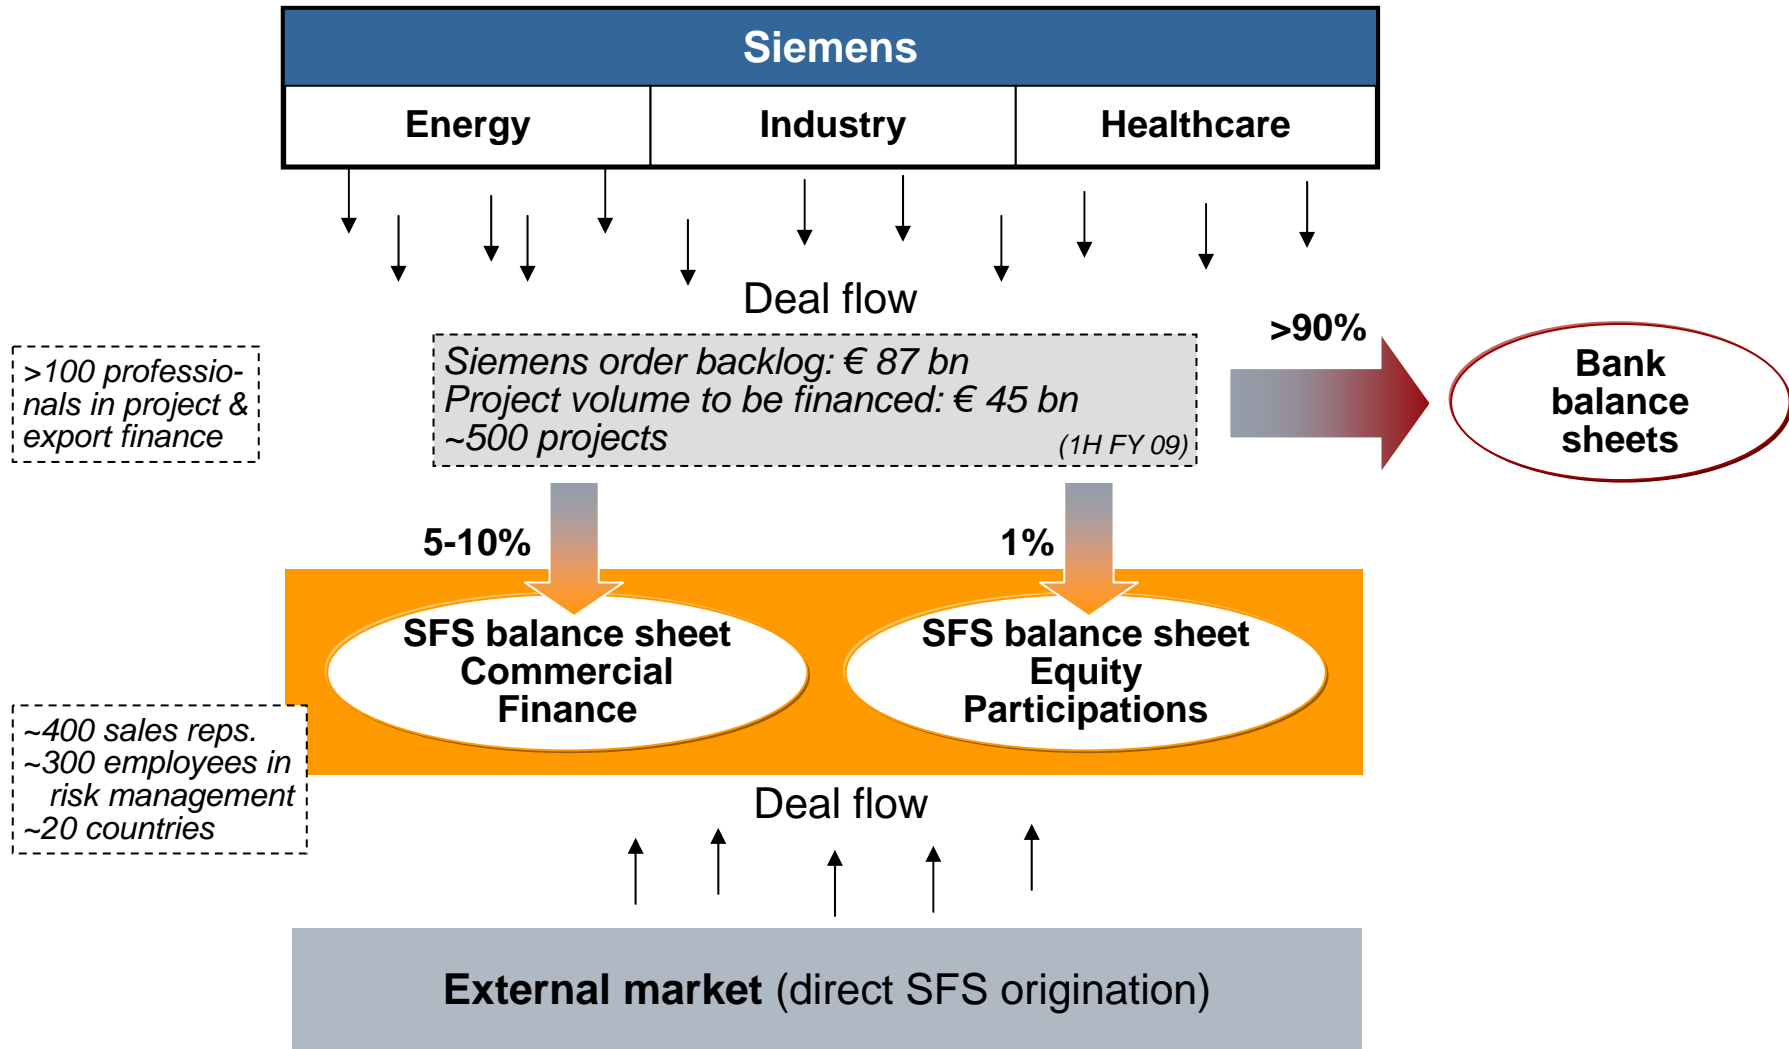 Siemens
Energy
Industry
Healthcare
Deal flow
>100 professio-
nals in project &
export finance
Siemens order backlog: € 87 bn
Project volume to be financed: € 45 bn
~500 projects
(1H FY 09)
>90%
Bank
balance
sheets
5-10%
1%
SFS balance sheet
Commercial
Finance
SFS balance sheet
Equity
Participations
~400 sales reps.
~300 employees in
risk management
~20 countries
Deal flow
External market (direct SFS origination)